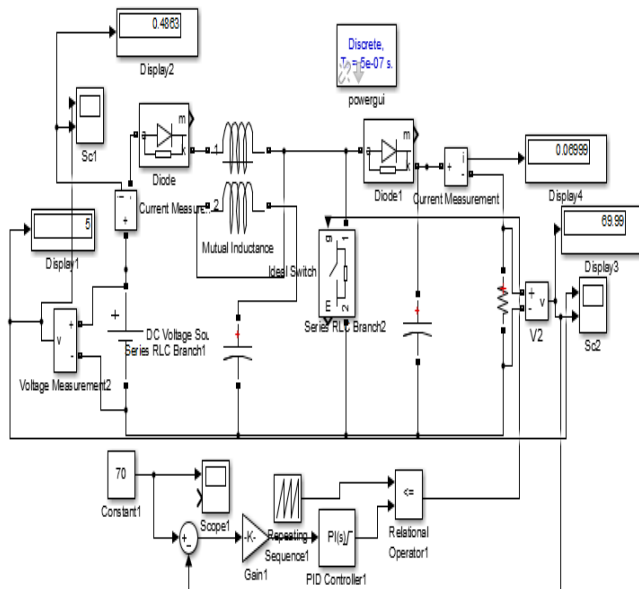 0.4863
Display2
Discrete,
5e-07 s.
powergui
Sc1
m
a
k
Diode
1
2
Mutual Inductance
m
a
k
Diode1
i
+
-
Current Measurement
0.06999
Display4
5
Display1
i
-
+
Current Measure...
g
1
m
2
Ideal Switch
Series RLC Branch2
69.99
Display3
+
-
v
V2
Sc2
+
-
v
Voltage Measurement2
+
DC Voltage Sou.
Series RLC Branch1
+
+
+
70
Constant1
Scope1
Repeating
Sequence1
<=
Relational
Operator1
+
-
-K-
Gain1
PI(s)
PID Controller1